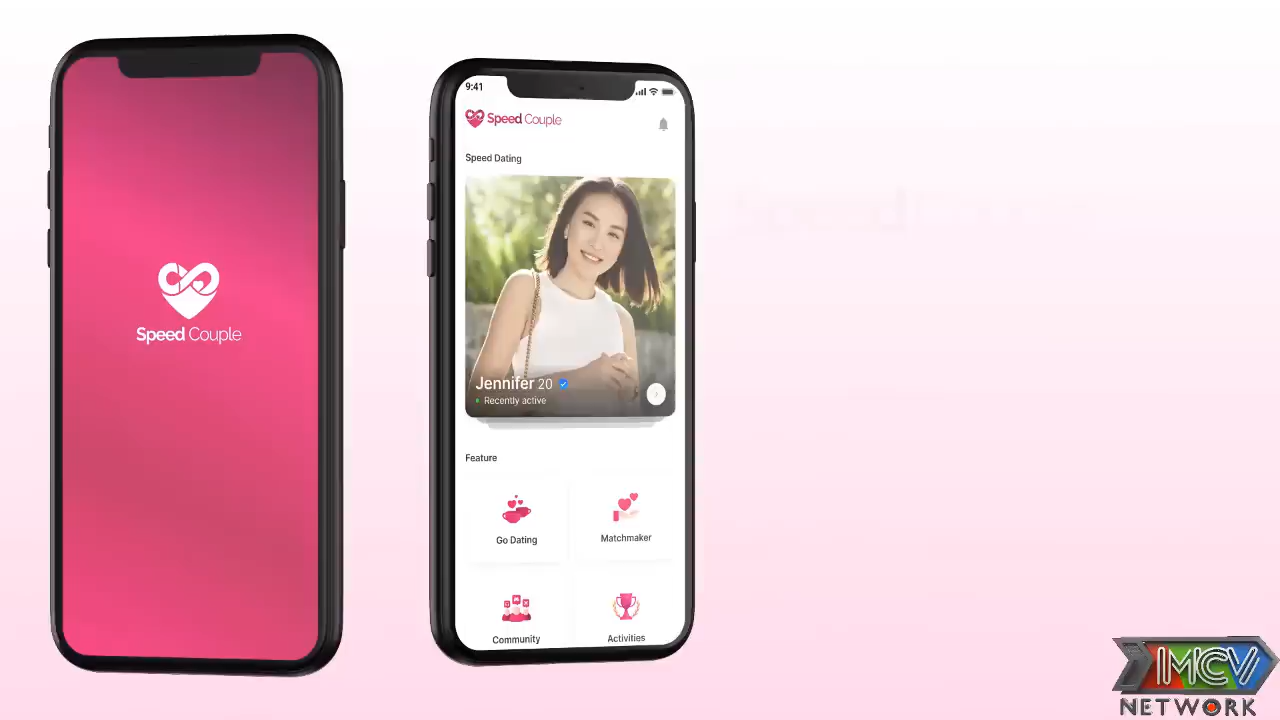 Speed Couple
9:41
Speed Couple
Speed Dating
Jennifer 20
Recently active
Feature
Go Dating
Matchmaker
Community
Activities
Speed
MCV
NETWORK